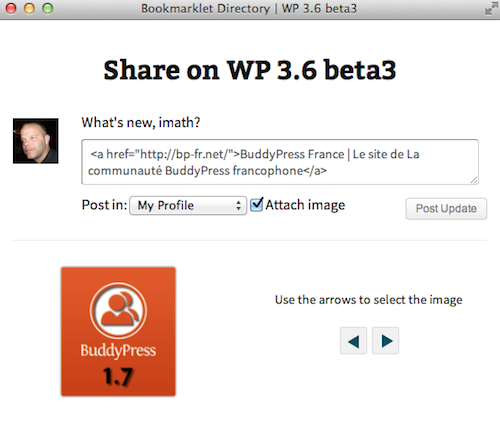 Bookmarklet Directory | WP 3.6 beta3
Share on WP 3.6 beta3
What's new, imath?
<a href="http://bp-fr.net/">BuddyPress France | Le site de La
communauté BuddyPress francophone</a>
Post in: My Profile Attach image Post Update
Use the arrows to select the image
BuddyPress
1.7